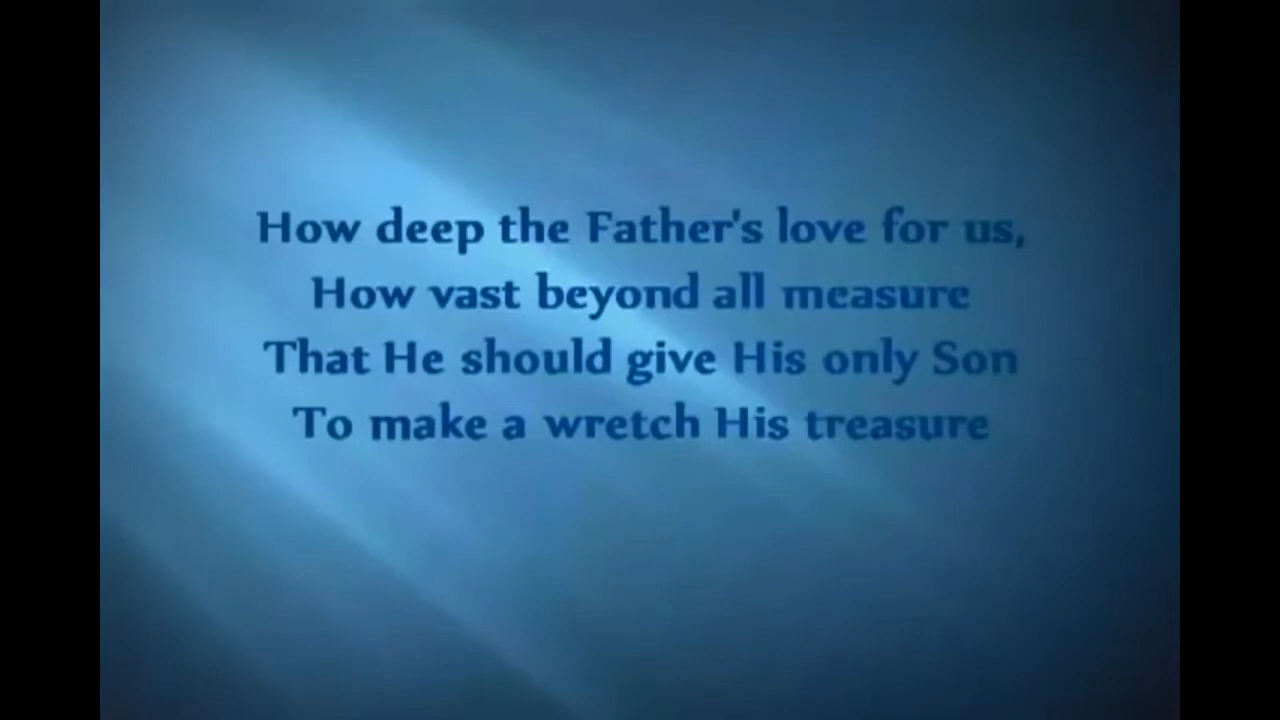 How deep the Father's love for us,
How vast beyond all measure
That He should give His only Son
To make a wretch His treasure